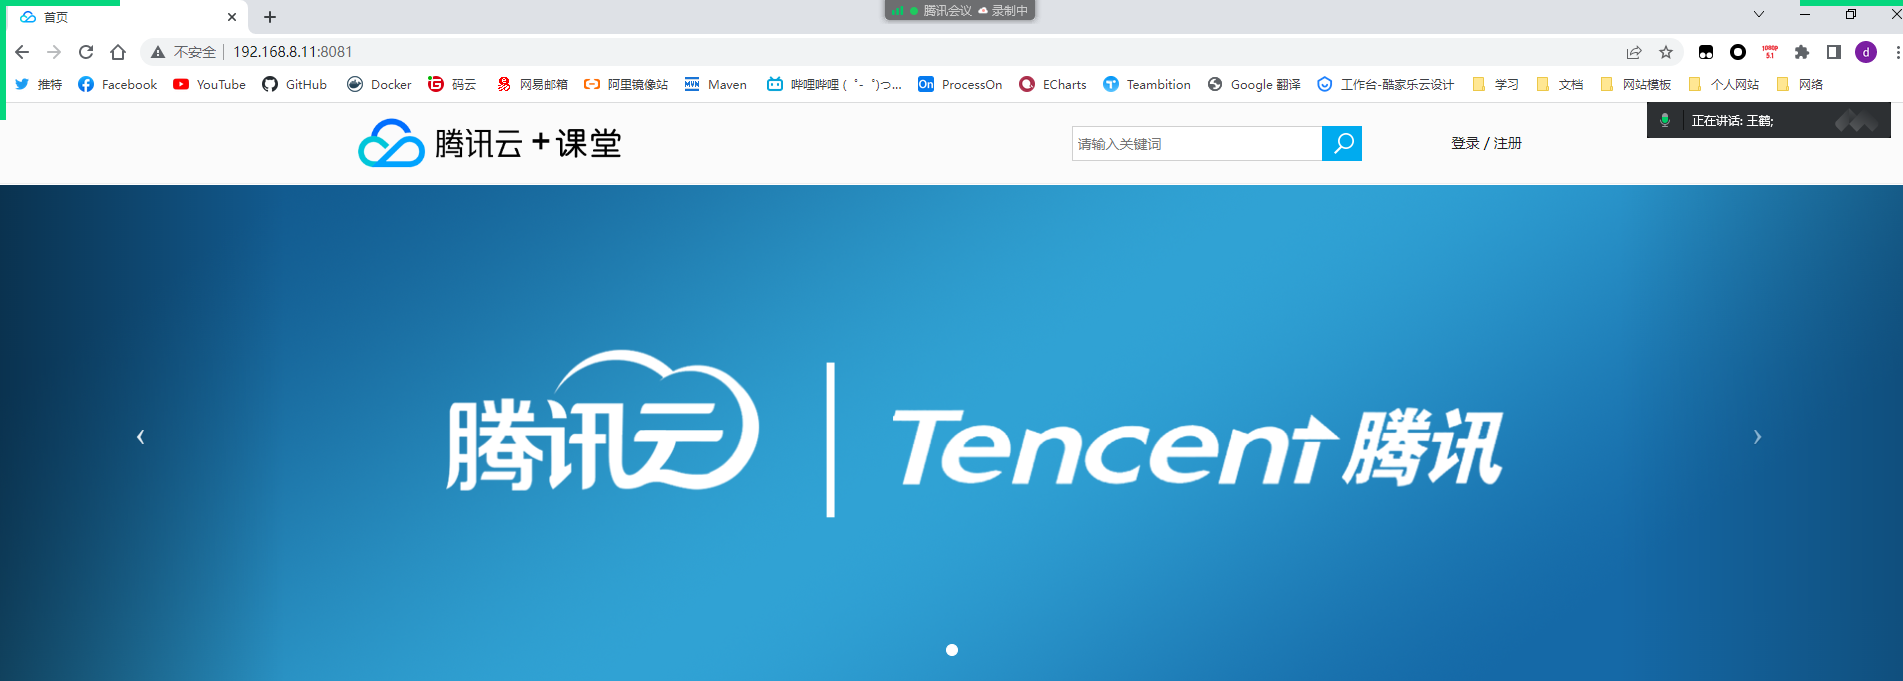 首页
腾讯会议 录制中
不安全 192.168.8.11:8081
1080P
5.1
d
推特 Facebook YouTube GitHub Docker 码云 网易邮箱 阿里镜像站 MVN Maven 哔哩哔哩 ( ゜- ゜)つ... On ProcessOn ECharts Teambition Google 翻译 工作台-酷家乐云设计 学习 文档 网站模板 个人网站 网络
正在讲话: 王鹤;
腾讯云+课堂
请输入关键词
登录 / 注册
腾讯云 Tencent 腾讯